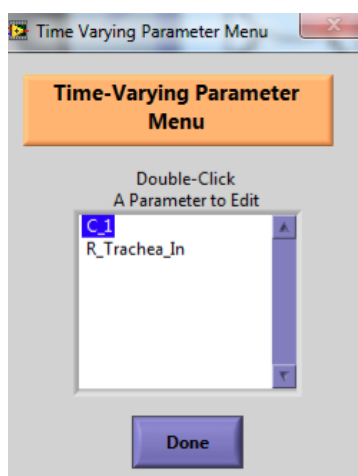 Time Varying Parameter Menu
Time-Varying Parameter
Menu
Double-Click
A Parameter to Edit
C_1
R_Trachea_In
Done